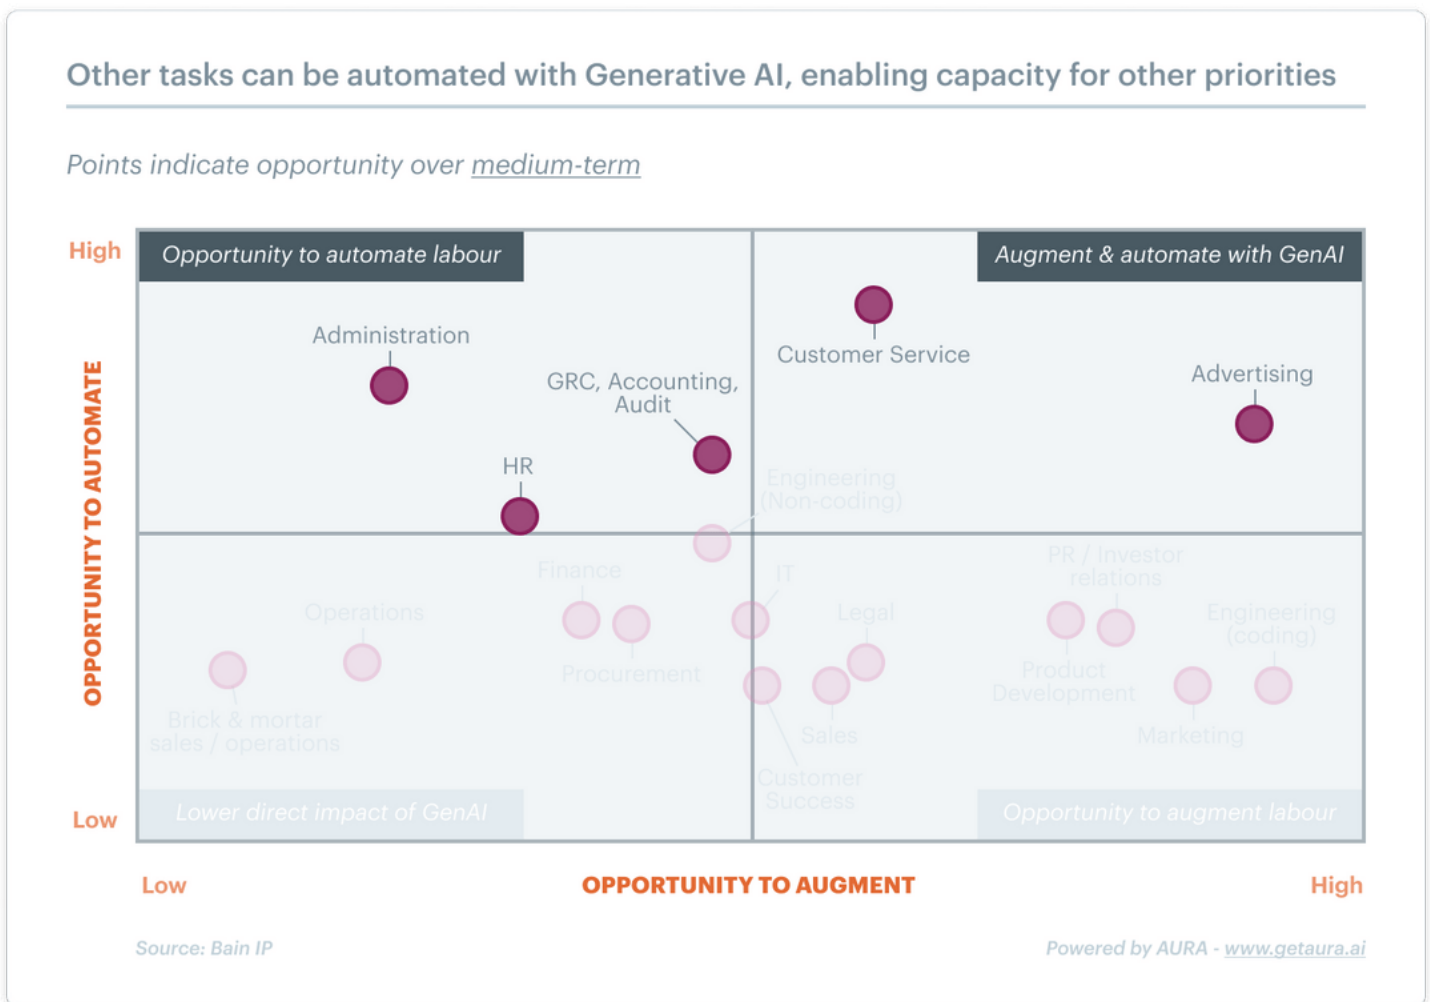 Other tasks can be automated with Generative AI, enabling capacity for other priorities
Points indicate opportunity over medium-term
High
Opportunity to automate labour
Augment & automate with GenAI
Administration
Customer Service
GRC, Accounting,
Audit
Advertising
HR
Engineering
(Non-coding)
OPPORTUNITY TO AUTOMATE
Finance
IT
PR / Investor
relations
Operations
Legal
Engineering
(coding)
Procurement
Product
Development
Brick & mortar
sales / operations
Sales
Marketing
Customer
Success
Lower direct impact of GenAI
Opportunity to augment labour
Low
Low
OPPORTUNITY TO AUGMENT
High
Source: Bain IP
Powered by AURA - www.getaura.ai